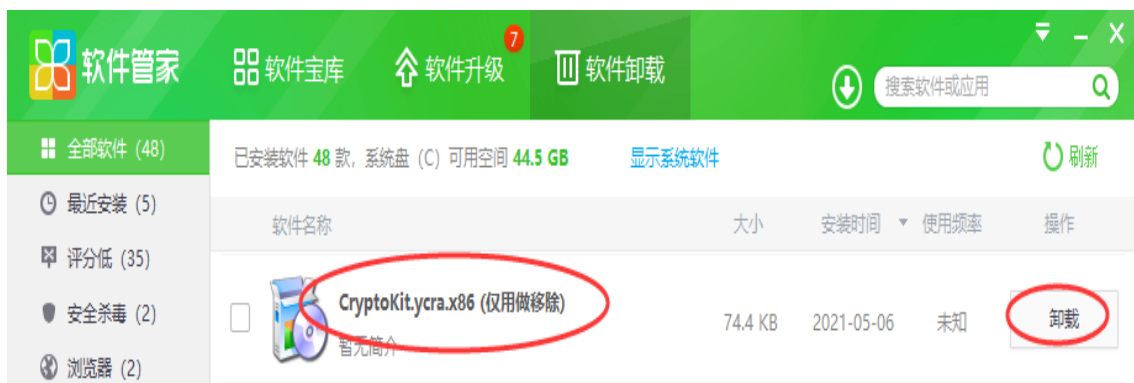 软件管家
软件宝库
软件升级
7
软件卸载
搜索软件或应用
全部软件 (48)
已安装软件 48 款, 系统盘 (C) 可用空间 44.5 GB
显示系统软件
刷新
最近安装 (5)
软件名称
大小
安装时间
使用频率
操作
评分低 (35)
CryptoKit.ycra.x86 (仅用做移除)
暂无简介
74.4 KB
2021-05-06
未知
卸载
安全杀毒 (2)
浏览器 (2)